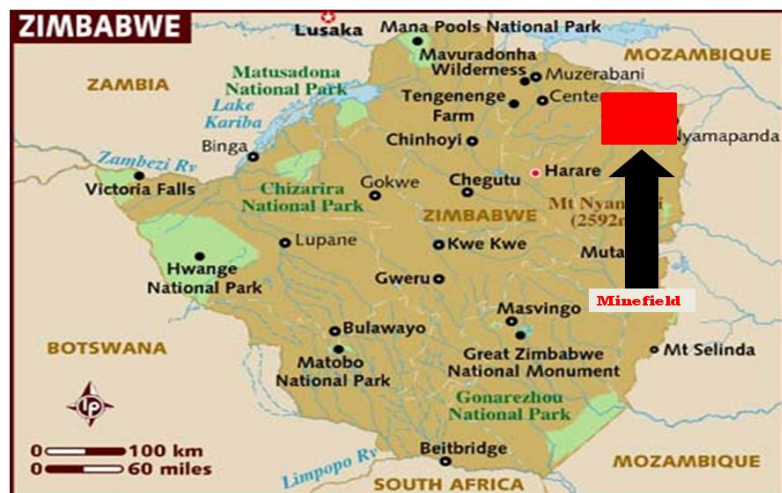 ZIMBABWE
Lusaka
Mana Pools National Park
MOZAMBIQUE
Mavuradonha
Wilderness
Muzerabani
ZAMBIA
Matusadona
National Park
Tengenenge
Farm
Lake
Kariba
Chinhoyi
Nyamapanda
Binga
Zambezi Rv
Harare
Victoria Falls
Chizarira
National Park
Gokwe
Chegutu
ZIMBABWE
(2592
Lupane
Kwe Kwe
Hwange
National Park
Gweru
Minefield
Masvingo
Bulawayo
BOTSWANA
Matobo
National Park
Great Zimbabwe
National Monument
Mt Selinda
Gonarezhou
National Park
LP
0 100 km
0 60 miles
Limpopo Rv
Beitbridge
MOZAMBIQUE
SOUTH AFRICA